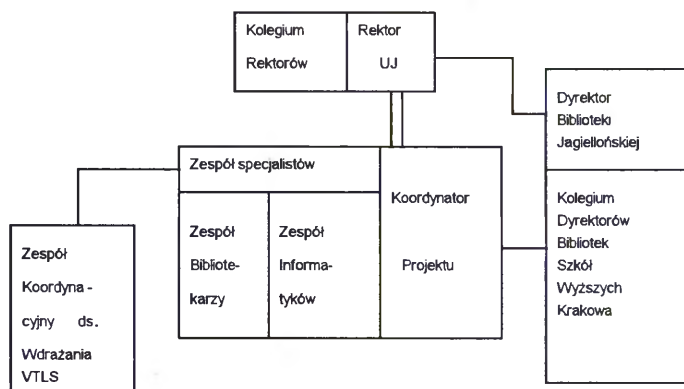 Kolegium
Rektorów
Rektor
UJ
Dyrektor
Biblioteki
Jagiellońskiej
Zespół specjalistów
Koordynator
Projektu
Zespół
Bibliote-
karzy
Zespół
Informa-
tyków
Kolegium
Dyrektorów
Bibliotek
Szkół
Wyższych
Krakowa
Zespół
Koordyna -
cyjny ds.
Wdrażania
VTLS